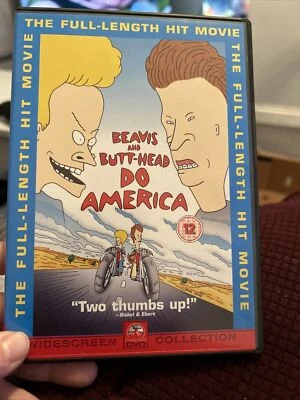 THE FULL-LENGTH HIT MOVIE
THE FULL-LENGTH HIT MOVIE
THE FULL-LENGTH HIT MOVIE
BEAVIS
AND
BUTT-HEAD
DO
AMERICA
12
"Two thumbs up!"
–Siskel & Ebert
WIDESCREEN DVD COLLECTION